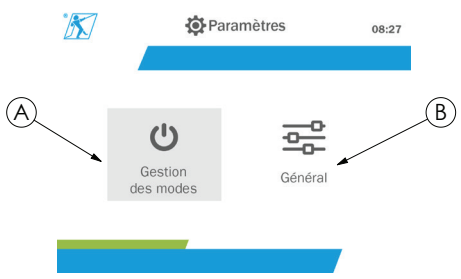 Paramètres 08:27
A B
Gestion
des modes
Général